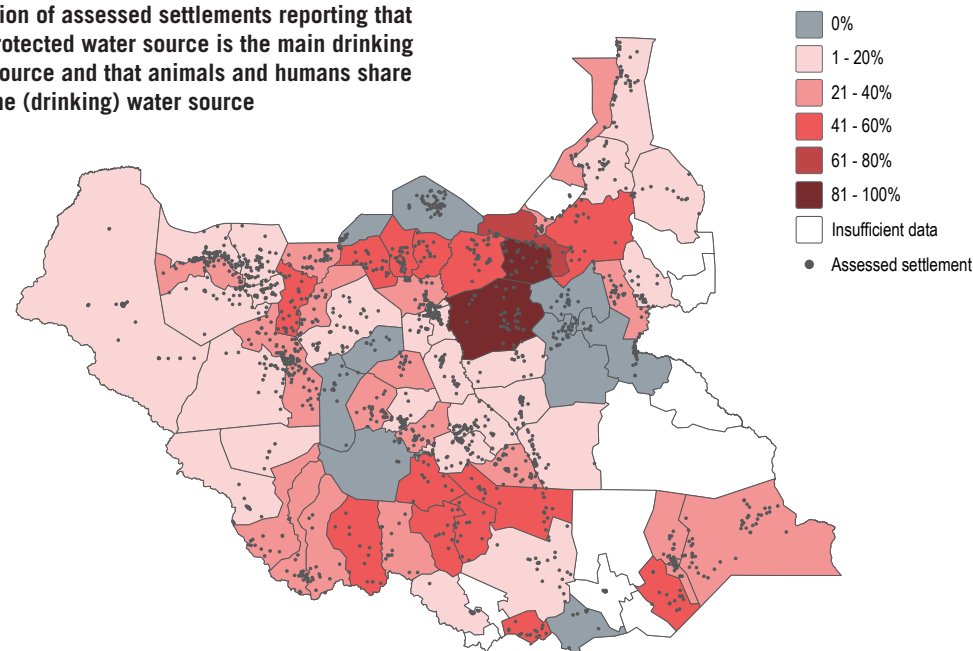 ion of assessed settlements reporting that
rotected water source is the main drinking
ource and that animals and humans share
ne (drinking) water source
0%
1 - 20%
21 - 40%
41 - 60%
61 - 80%
81 - 100%
Insufficient data
Assessed settlement